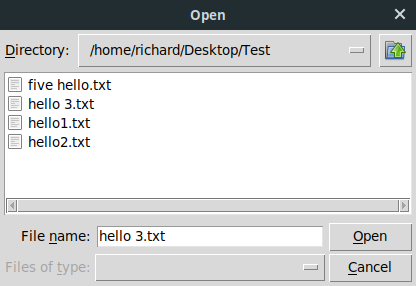 Open
Directory: /home/richard/Desktop/Test
five hello.txt
hello 3.txt
hello1.txt
hello2.txt
File name: hello 3.txt Open
Files of type: Cancel